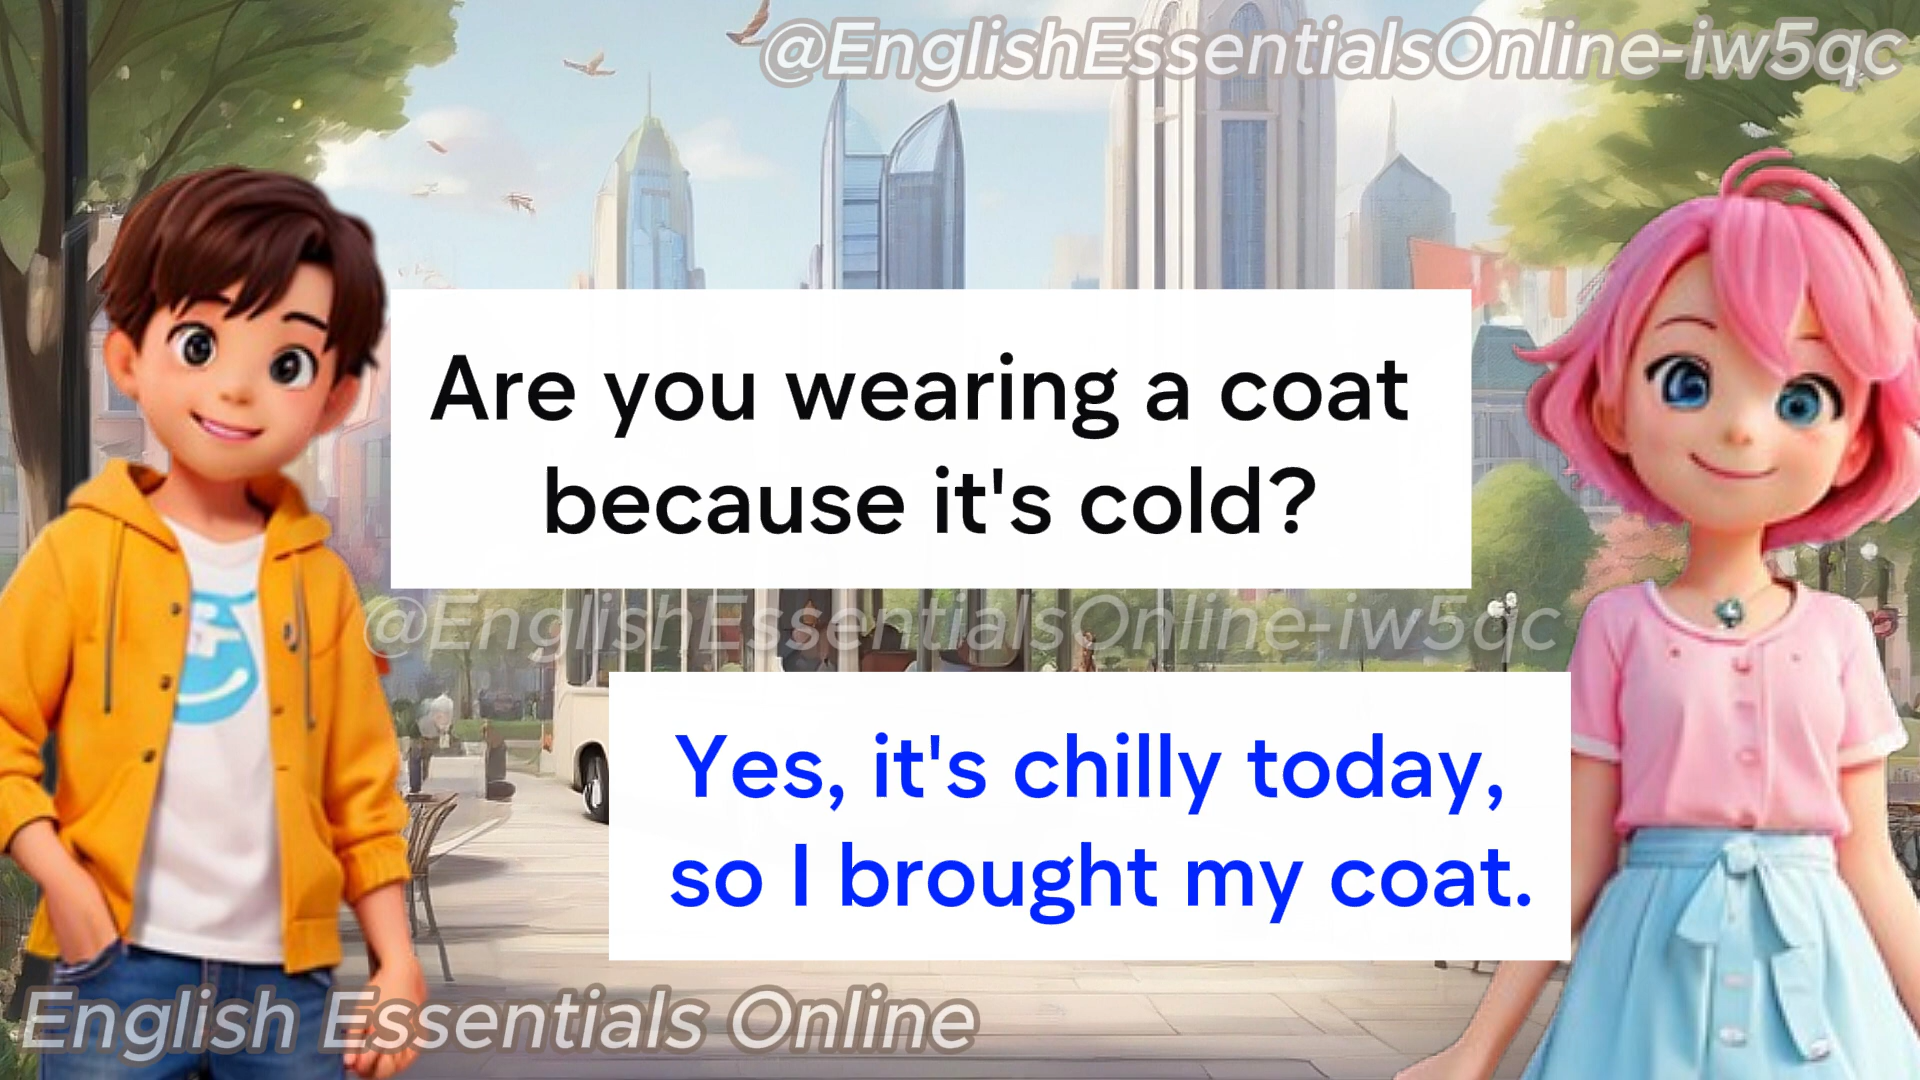 @EnglishEssentialsOnline-iw5qc
Are you wearing a coat
because it's cold?
@EnglishEssentialsOnline-iw5qc
Yes, it's chilly today,
so I brought my coat.
English Essentials Online